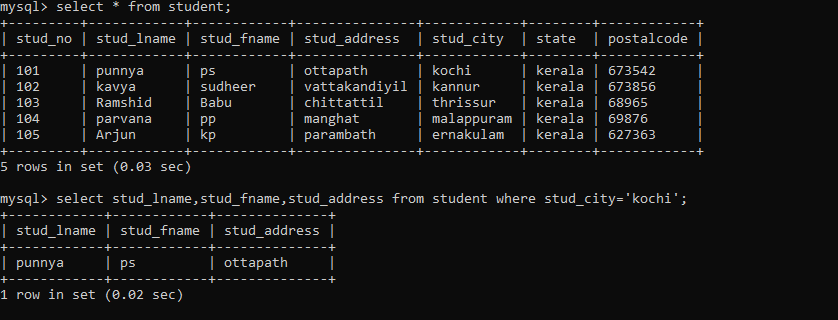 mysql> select * from student;
+---------+------------+------------+---------------+------------+--------+------------+
| stud_no | stud_lname | stud_fname | stud_address  | stud_city  | state  | postalcode |
+---------+------------+------------+---------------+------------+--------+------------+
| 101     | punnya     | ps         | ottapath      | kochi      | kerala | 673542     |
| 102     | kavya      | sudheer    | vattakandiyil | kannur     | kerala | 673856     |
| 103     | Ramshid    | Babu       | chittattil    | thrissur   | kerala | 68965      |
| 104     | parvana    | pp         | manghat       | malappuram | kerala | 69876      |
| 105     | Arjun      | kp         | parambath     | ernakulam  | kerala | 627363     |
+---------+------------+------------+---------------+------------+--------+------------+
5 rows in set (0.03 sec)
mysql> select stud_lname,stud_fname,stud_address from student where stud_city='kochi';
+------------+------------+--------------+
| stud_lname | stud_fname | stud_address |
+------------+------------+--------------+
| punnya     | ps         | ottapath     |
+------------+------------+--------------+
1 row in set (0.02 sec)